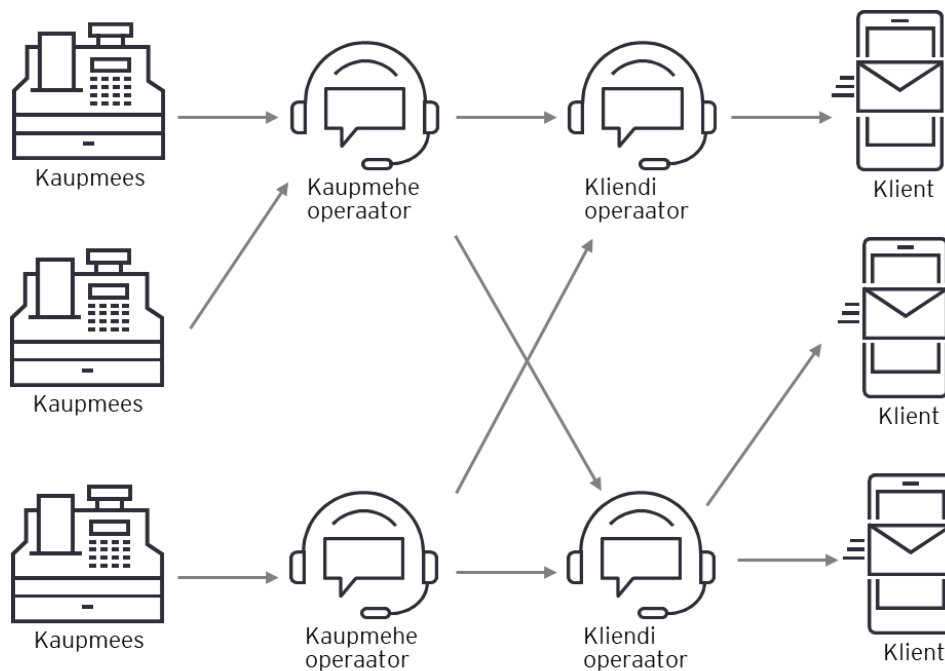 Kaupmees
Kaupmehe
operaator
Kliendi
operaator
Klient
Kaupmees
Klient
Kaupmees
Kaupmehe
operaator
Kliendi
operaator
Klient